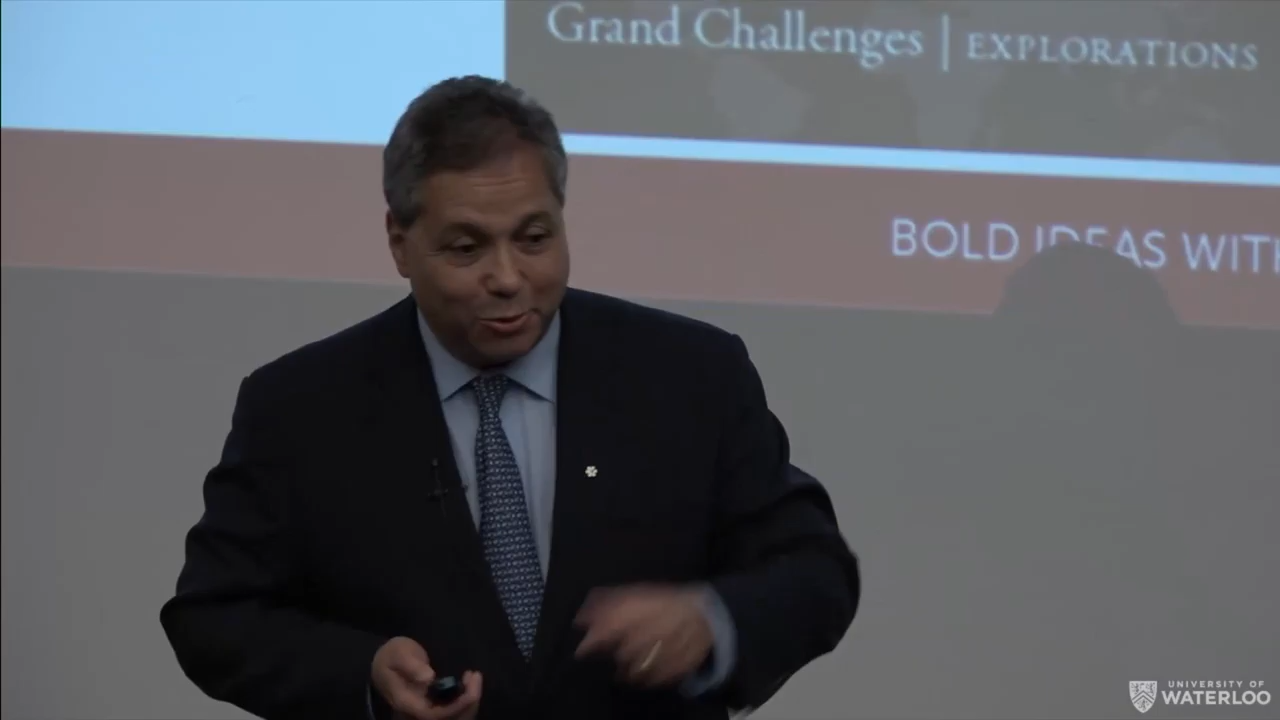 Grand Challenges | EXPLORATIONS
BOLD IDEAS WITH
UNIVERSITY OF
WATERLOO